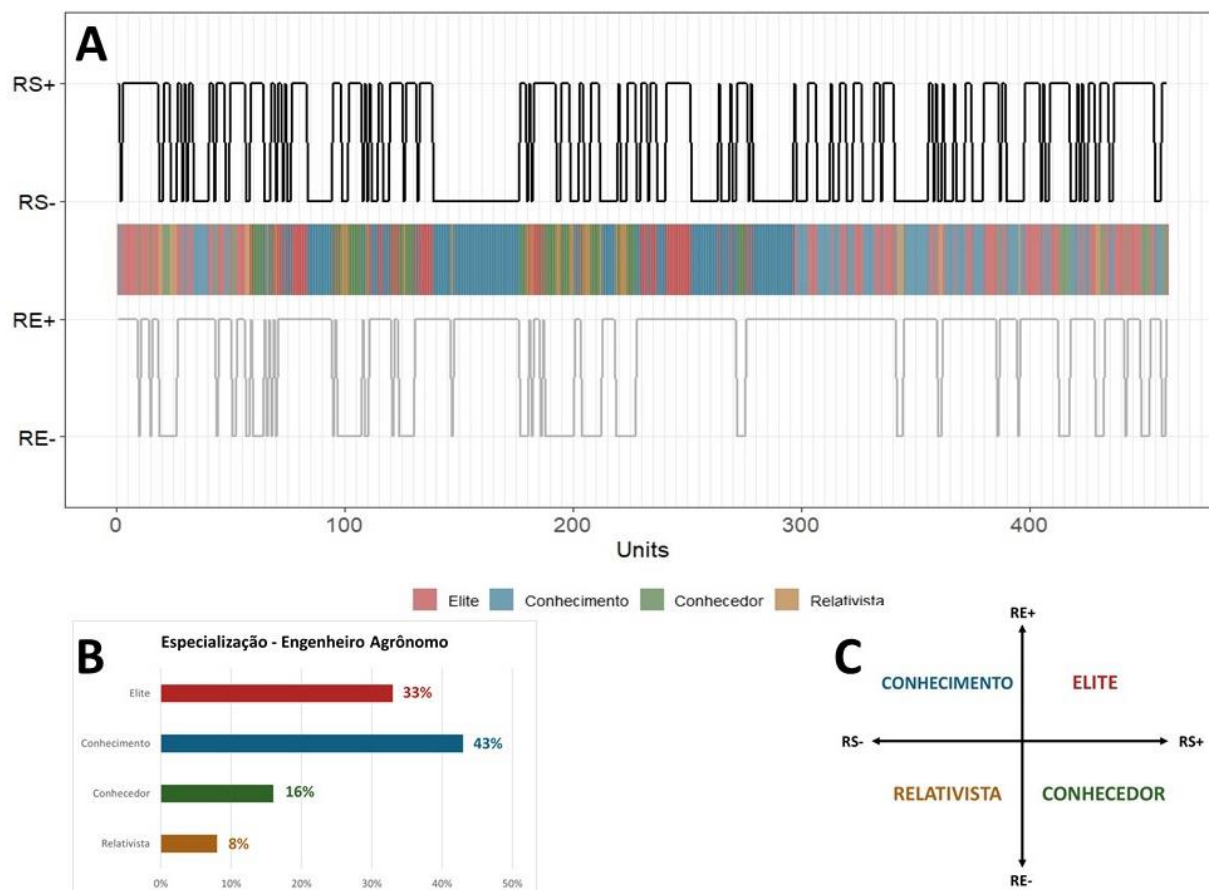 A
RS+
RS-
RE+
RE-
0 100 200 300 400
Units
Elite Conhecimento Conhecedor Relativista
B
Especialização - Engenheiro Agrônomo
Elite 33%
Conhecimento 43%
Conhecedor 16%
Relativista 8%
0% 10% 20% 30% 40% 50%
C
RE+
CONHECIMENTO ELITE
RS- RS+
RELATIVISTA CONHECEDOR
RE-